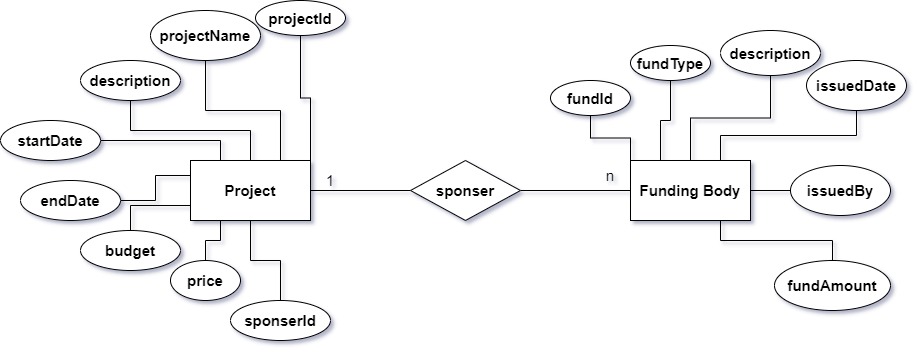 projectId
projectName
description
startDate
endDate
budget
price
sponserId
Project
1
sponser
n
Funding Body
fundId
fundType
description
issuedDate
issuedBy
fundAmount